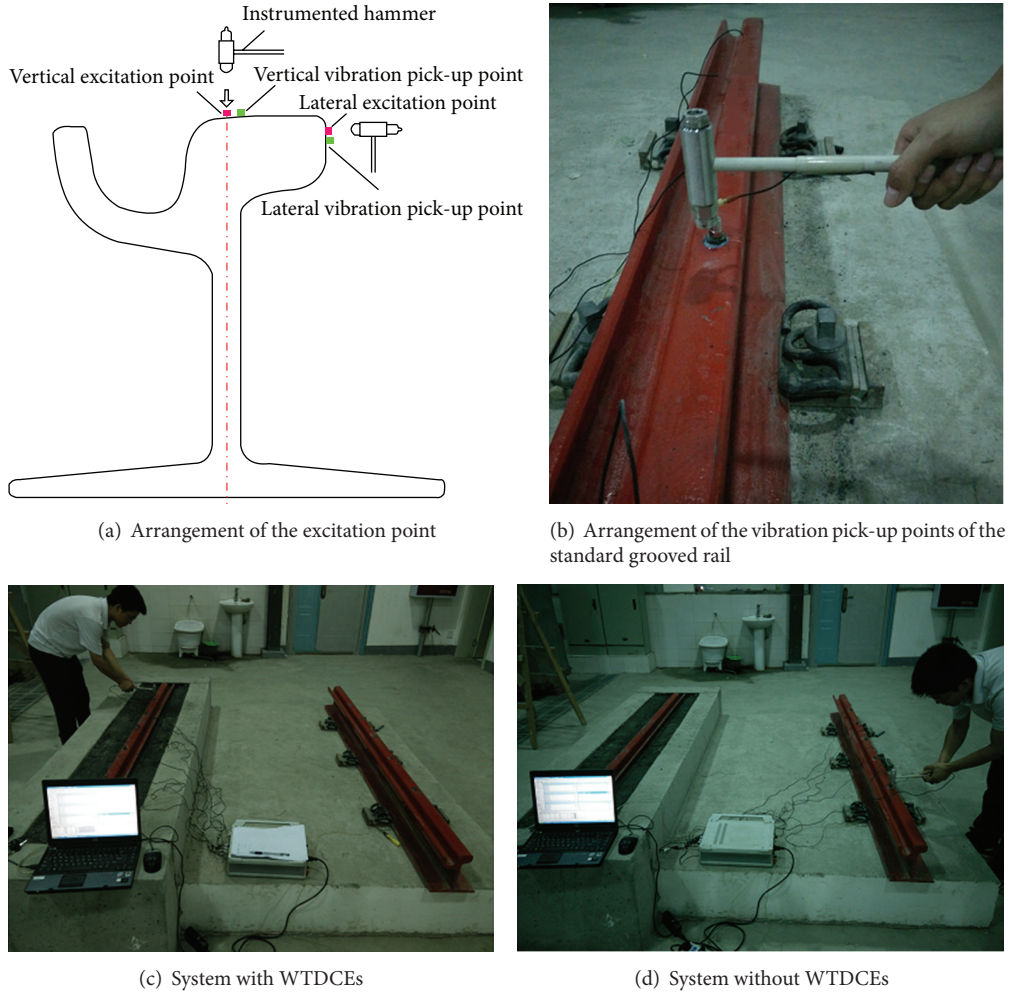 Instrumented hammer
Vertical excitation point
Vertical vibration pick-up point
Lateral excitation point
Lateral vibration pick-up point
(a) Arrangement of the excitation point
(b) Arrangement of the vibration pick-up points of the
standard grooved rail
(c) System with WTDCEs
(d) System without WTDCEs